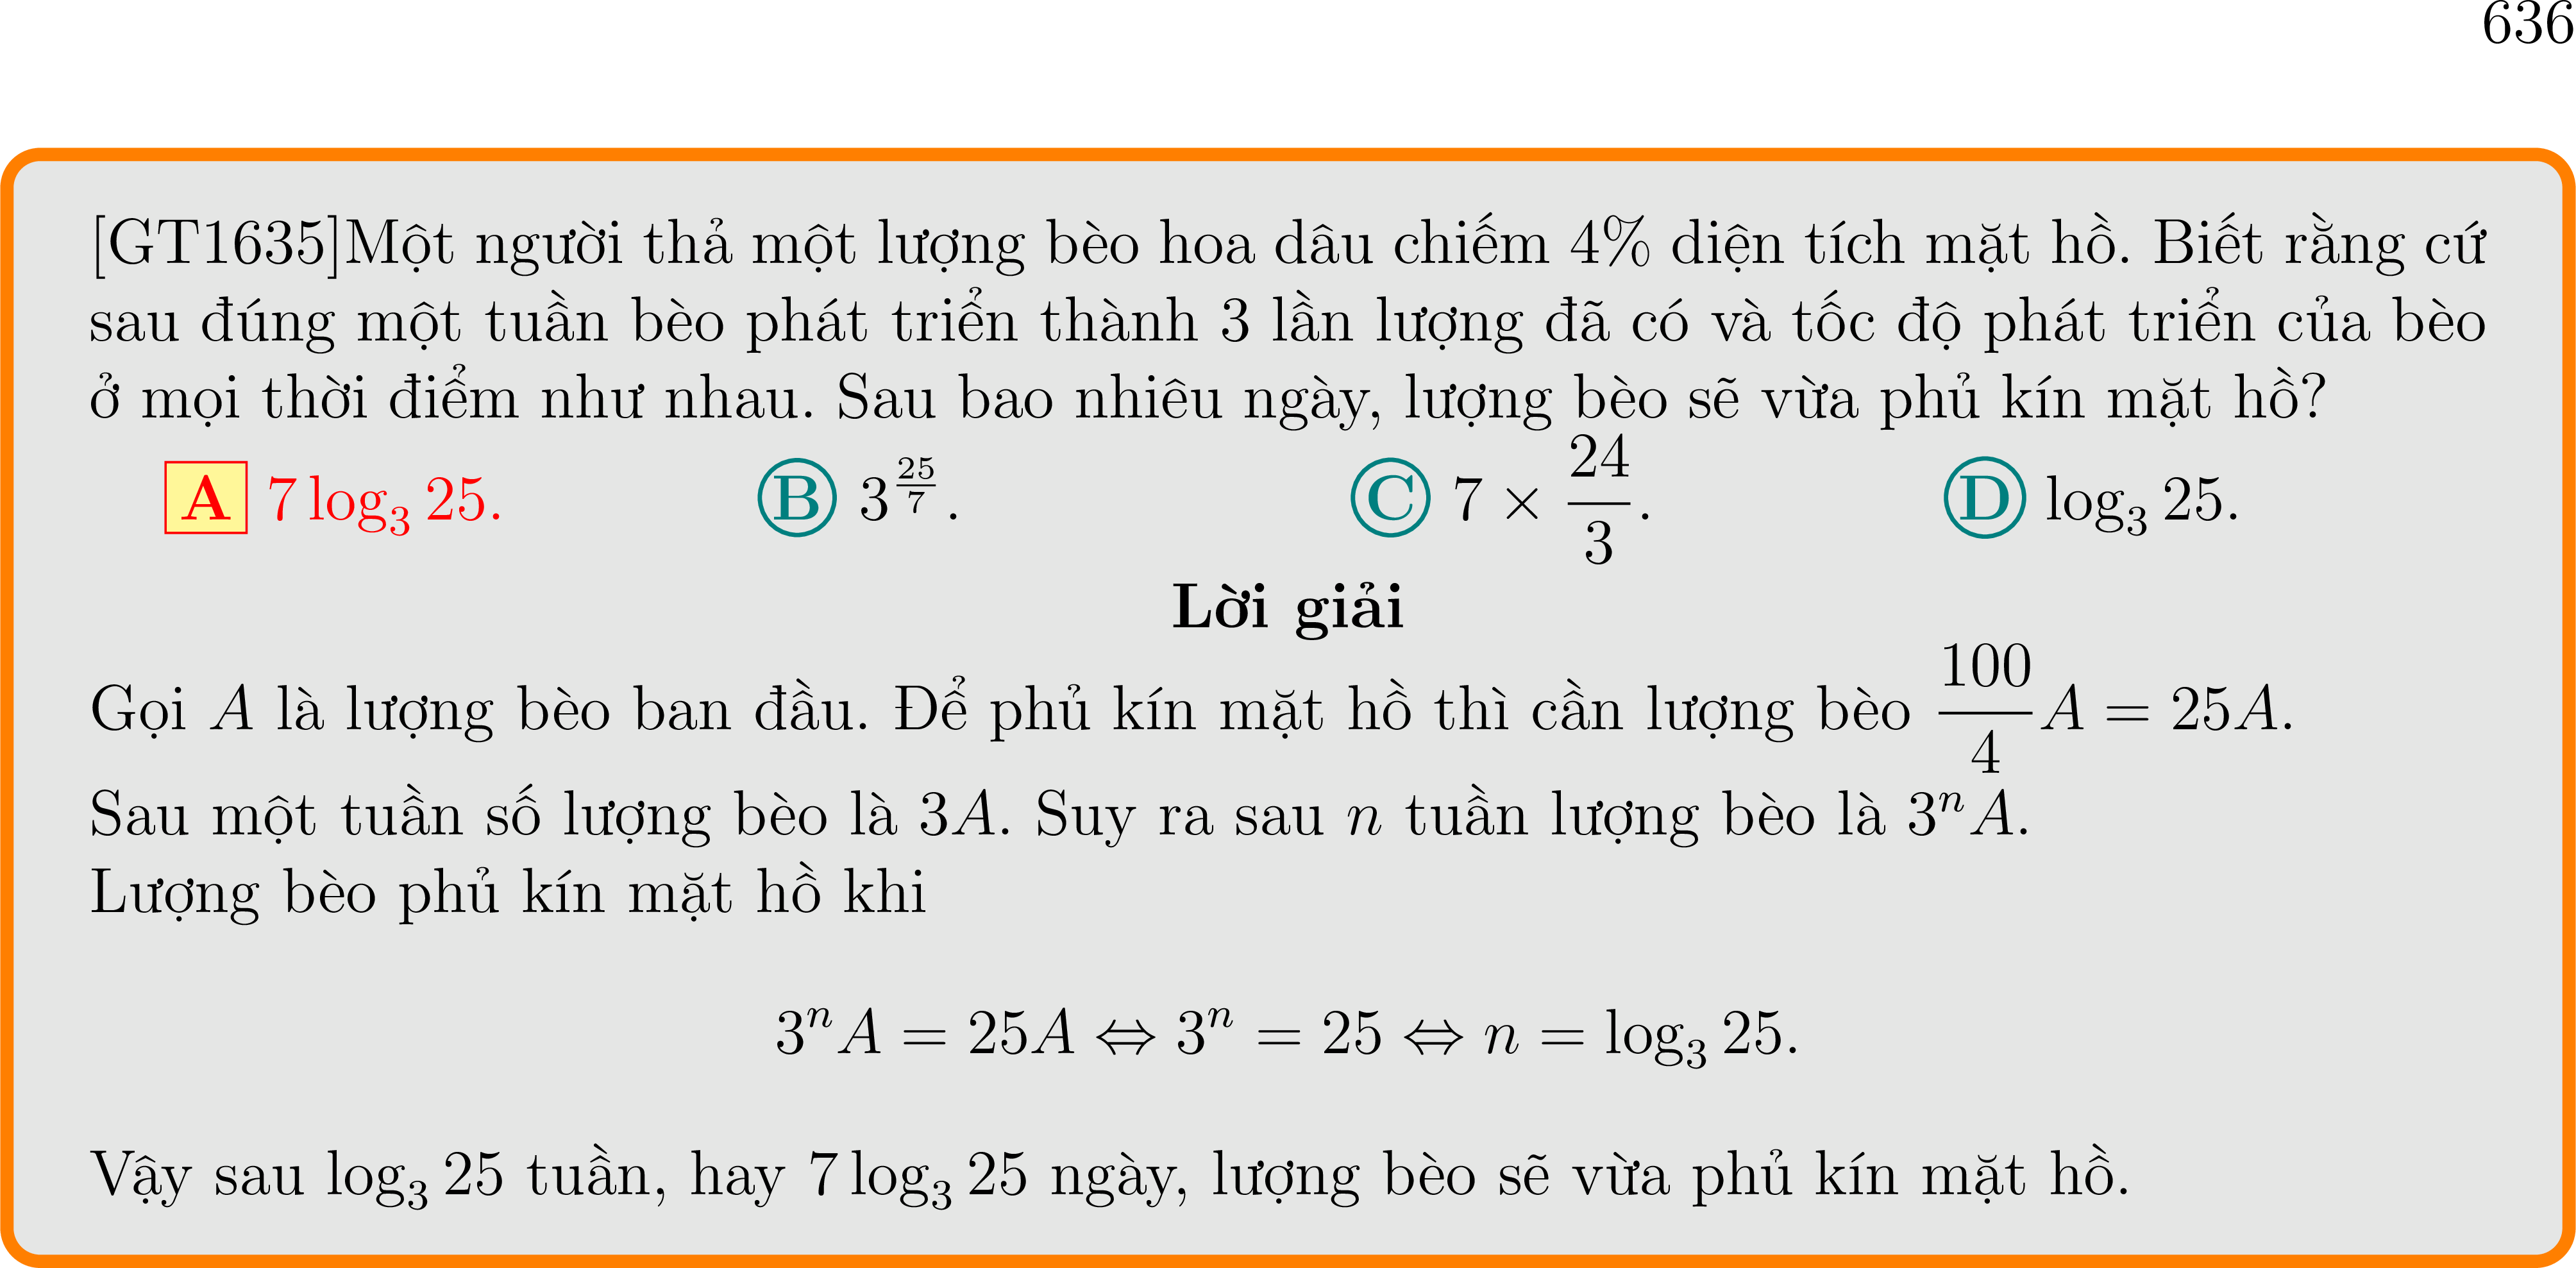 636
[GT1635]Một người thả một lượng bèo hoa dâu chiếm 4% diện tích mặt hồ. Biết rằng cứ
sau đúng một tuần bèo phát triển thành 3 lần lượng đã có và tốc độ phát triển của bèo
ở mọi thời điểm như nhau. Sau bao nhiêu ngày, lượng bèo sẽ vừa phủ kín mặt hồ?
A $7\log_3 25$. B $3^{\frac{25}{7}}$. C $7 \times \frac{24}{3}$. D $\log_3 25$.
Lời giải
Gọi $A$ là lượng bèo ban đầu. Để phủ kín mặt hồ thì cần lượng bèo $\frac{100}{4}A = 25A$.
Sau một tuần số lượng bèo là $3A$. Suy ra sau $n$ tuần lượng bèo là $3^n A$.
Lượng bèo phủ kín mặt hồ khi
$3^n A = 25A \Leftrightarrow 3^n = 25 \Leftrightarrow n = \log_3 25.$
Vậy sau $\log_3 25$ tuần, hay $7\log_3 25$ ngày, lượng bèo sẽ vừa phủ kín mặt hồ.